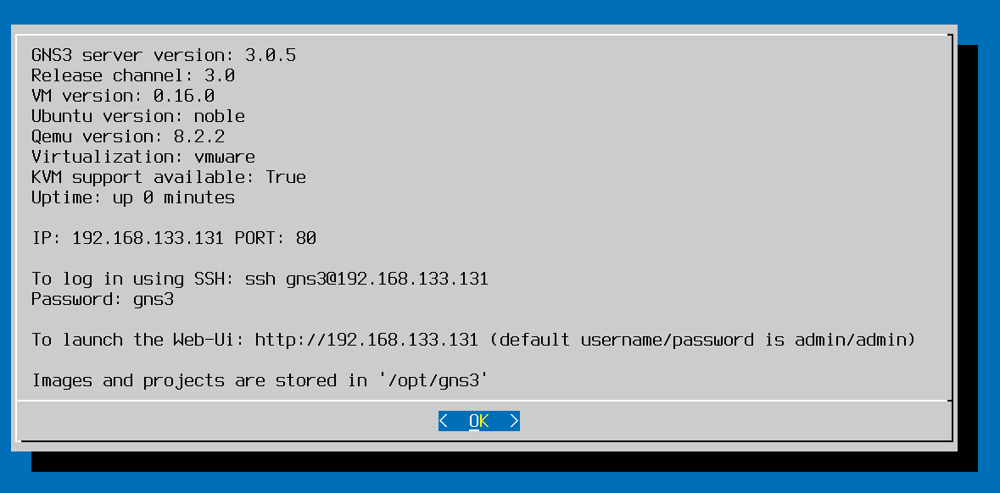 GNS3 server version: 3.0.5
Release channel: 3.0
VM version: 0.16.0
Ubuntu version: noble
Qemu version: 8.2.2
Virtualization: vmware
KVM support available: True
Uptime: up 0 minutes
IP: 192.168.133.131 PORT: 80
To log in using SSH: ssh gns3@192.168.133.131
Password: gns3
To launch the Web-Ui: http://192.168.133.131 (default username/password is admin/admin)
Images and projects are stored in '/opt/gns3'
<  OK  >